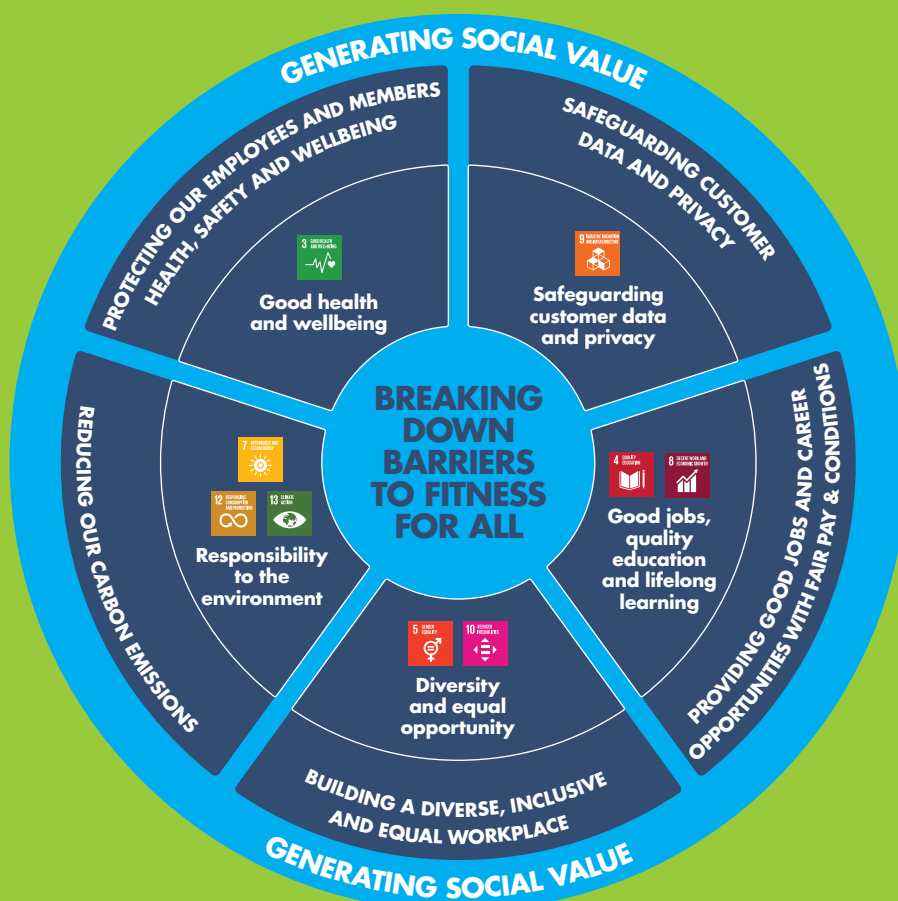 GENERATING SOCIAL VALUE
PROTECTING OUR EMPLOYEES AND MEMBERS
HEALTH, SAFETY AND WELLBEING
3 GOOD HEALTH
AND WELL-BEING
Good health
and wellbeing
SAFEGUARDING CUSTOMER
DATA AND PRIVACY
9 INDUSTRY, INNOVATION
AND INFRASTRUCTURE
Safeguarding
customer data
and privacy
BREAKING
DOWN
BARRIERS
TO FITNESS
FOR ALL
REDUCING OUR CARBON EMISSIONS
7 AFFORDABLE AND
CLEAN ENERGY
12 RESPONSIBLE
CONSUMPTION
AND PRODUCTION
13 CLIMATE
ACTION
Responsibility
to the
environment
PROVIDING GOOD JOBS AND CAREER
OPPORTUNITIES WITH FAIR PAY & CONDITIONS
4 QUALITY
EDUCATION
8 DECENT WORK AND
ECONOMIC GROWTH
Good jobs,
quality
education
and lifelong
learning
5 GENDER
EQUALITY
10 REDUCED
INEQUALITIES
Diversity
and equal
opportunity
BUILDING A DIVERSE, INCLUSIVE
AND EQUAL WORKPLACE
GENERATING SOCIAL VALUE